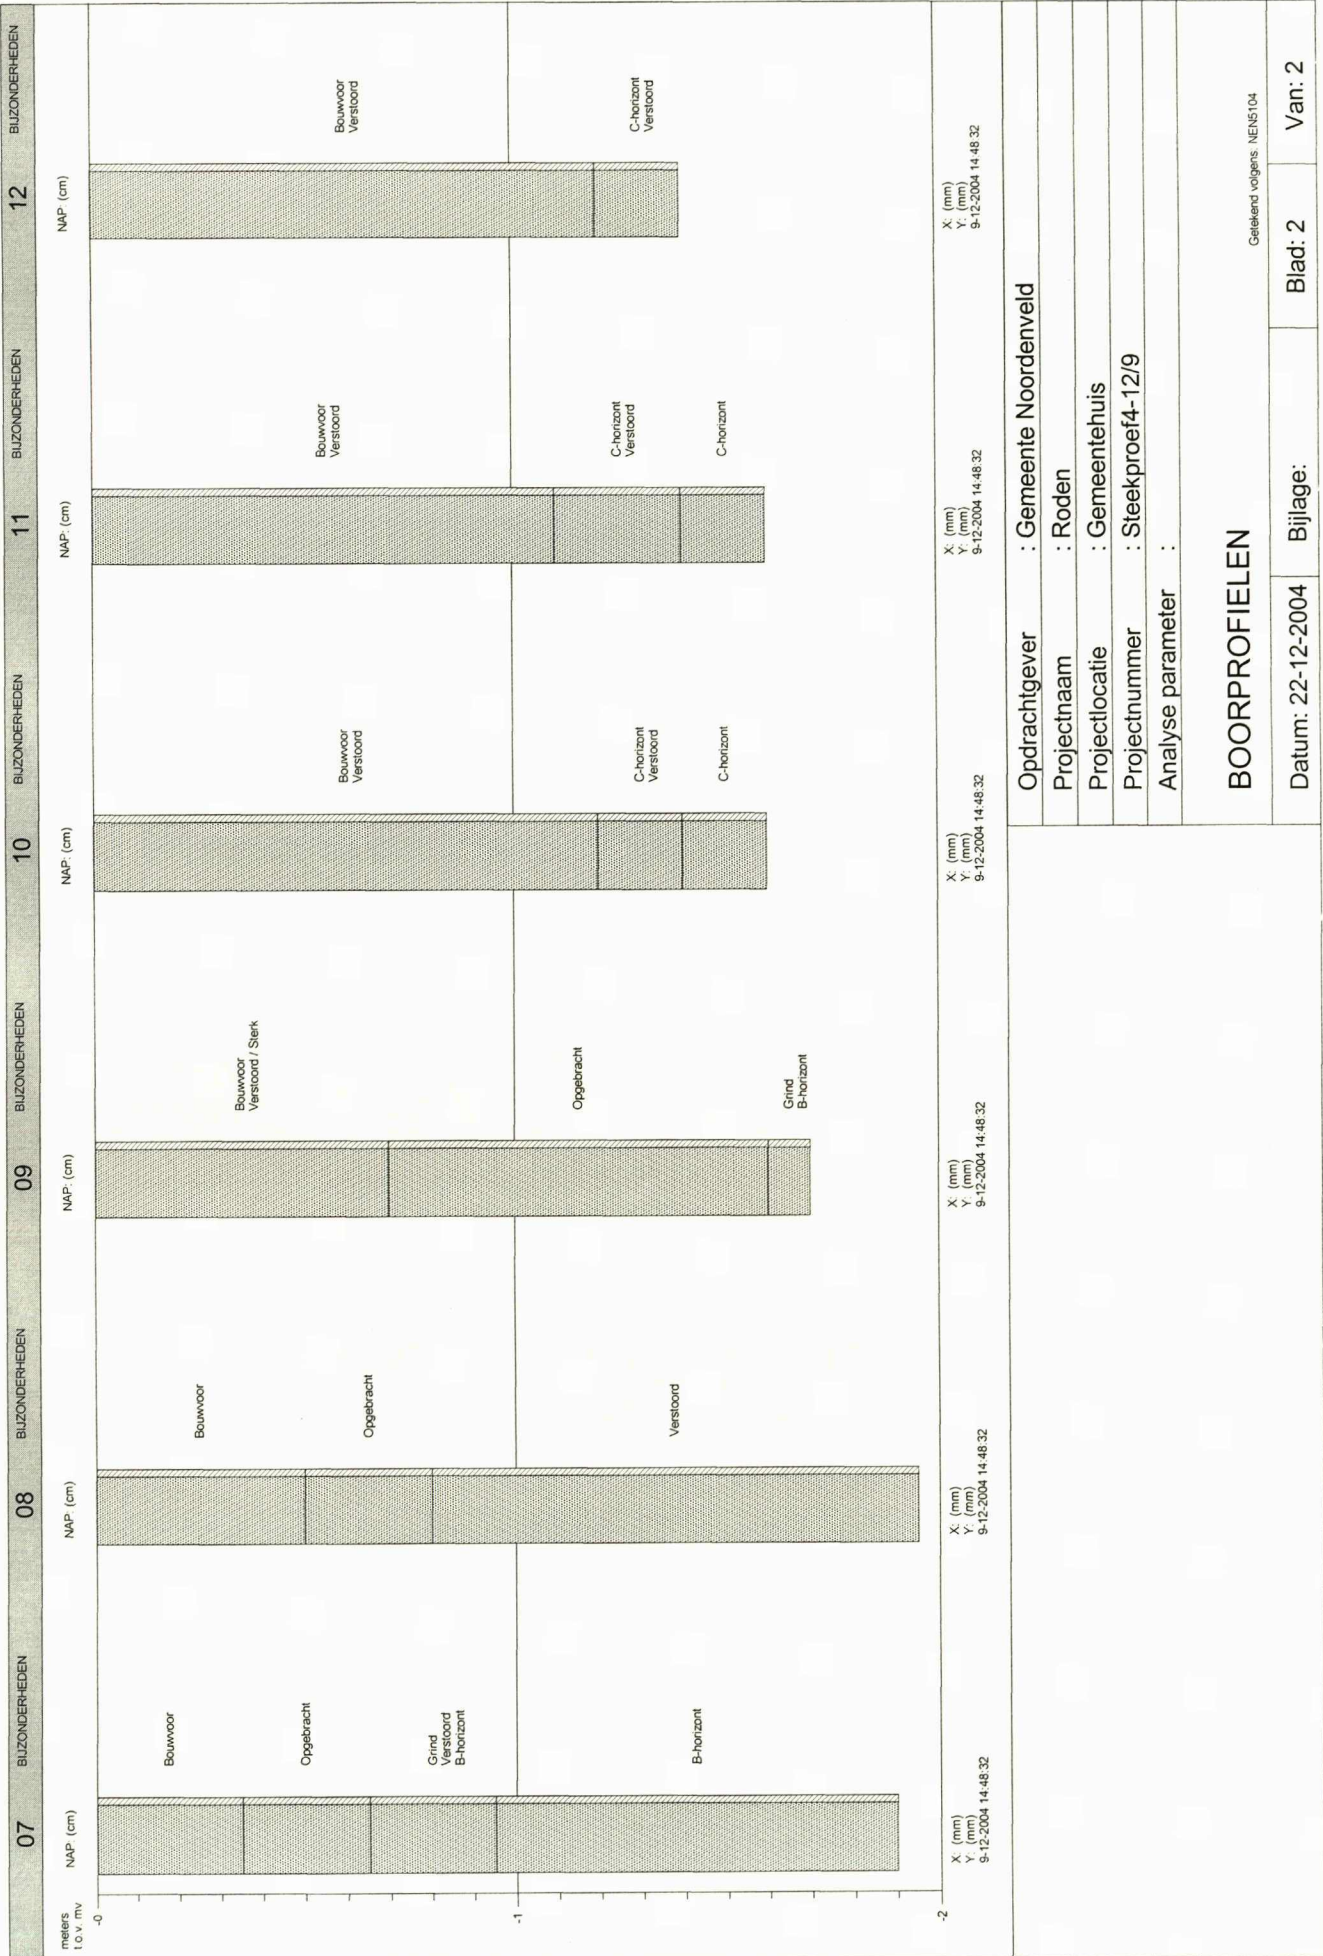 07 BIJZONDERHEDEN 08 BIJZONDERHEDEN 09 BIJZONDERHEDEN 10 BIJZONDERHEDEN 11 BIJZONDERHEDEN 12 BIJZONDERHEDEN
meters
t.o.v. mv
NAP: (cm) NAP: (cm) NAP: (cm) NAP: (cm) NAP: (cm) NAP: (cm)
-0
-1
-2
Bouwvoor
Opgebracht
Grind
Verstoord
B-horizont
B-horizont
X: (mm)
Y: (mm)
9-12-2004 14:48:32
Bouwvoor
Opgebracht
Verstoord
X: (mm)
Y: (mm)
9-12-2004 14:48:32
Bouwvoor
Verstoord / Sterk
Opgebracht
Grind
B-horizont
X: (mm)
Y: (mm)
9-12-2004 14:48:32
Bouwvoor
Verstoord
C-horizont
Verstoord
C-horizont
X: (mm)
Y: (mm)
9-12-2004 14:48:32
Bouwvoor
Verstoord
C-horizont
Verstoord
C-horizont
X: (mm)
Y: (mm)
9-12-2004 14:48:32
Bouwvoor
Verstoord
C-horizont
Verstoord
X: (mm)
Y: (mm)
9-12-2004 14:48:32
Opdrachtgever : Gemeente Noordenveld
Projectnaam : Roden
Projectlocatie : Gemeentehuis
Projectnummer : Steekproef4-12/9
Analyse parameter :
BOORPROFIELEN
Getekend volgens: NEN5104
Datum: 22-12-2004 Bijlage: Blad: 2 Van: 2